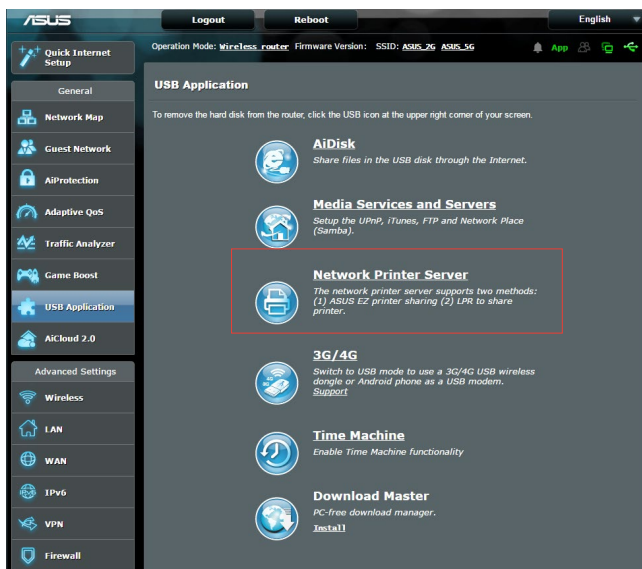 ASUS
Logout
Reboot
English
Quick Internet
Setup
Operation Mode: Wireless router Firmware Version: SSID: ASUS_2G ASUS_5G
App
General
Network Map
Guest Network
AiProtection
Adaptive QoS
Traffic Analyzer
Game Boost
USB Application
AiCloud 2.0
Advanced Settings
Wireless
LAN
WAN
IPv6
VPN
Firewall
USB Application
To remove the hard disk from the router, click the USB icon at the upper right corner of your screen.
AiDisk
Share files in the USB disk through the Internet.
Media Services and Servers
Setup the UPnP, iTunes, FTP and Network Place
(Samba).
Network Printer Server
The network printer server supports two methods:
(1) ASUS EZ printer sharing (2) LPR to share
printer.
3G/4G
Switch to USB mode to use a 3G/4G USB wireless
dongle or Android phone as a USB modem.
Support
Time Machine
Enable Time Machine functionality
Download Master
PC-free download manager.
Install